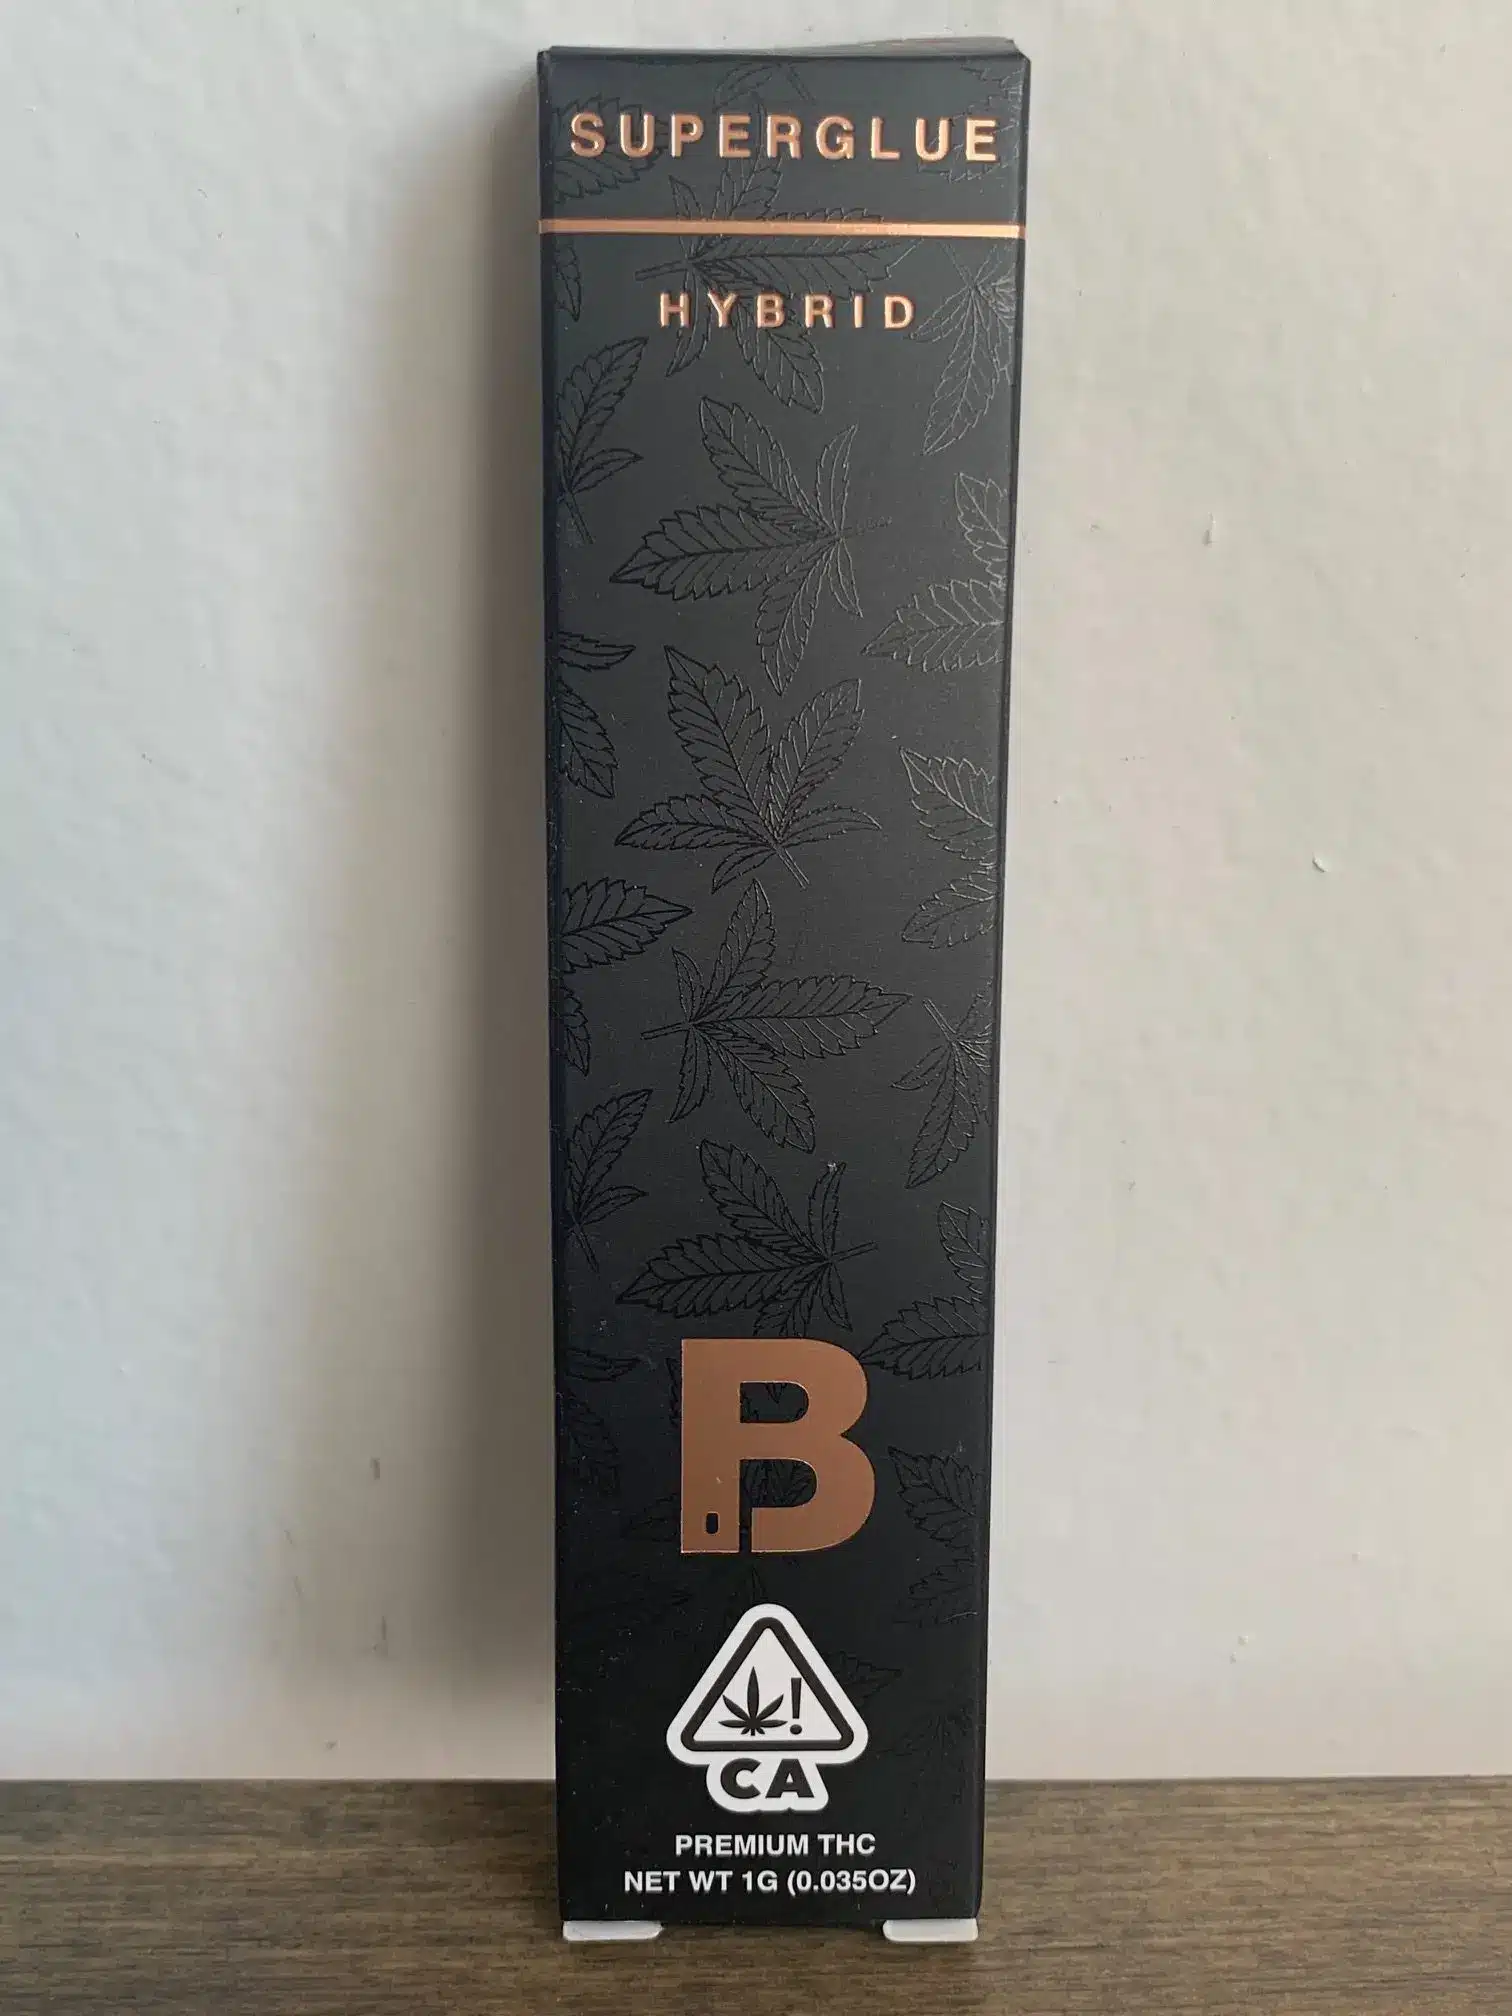 SUPERGLUE
HYBRID
B
!
CA
PREMIUM THC
NET WT 1G (0.035OZ)